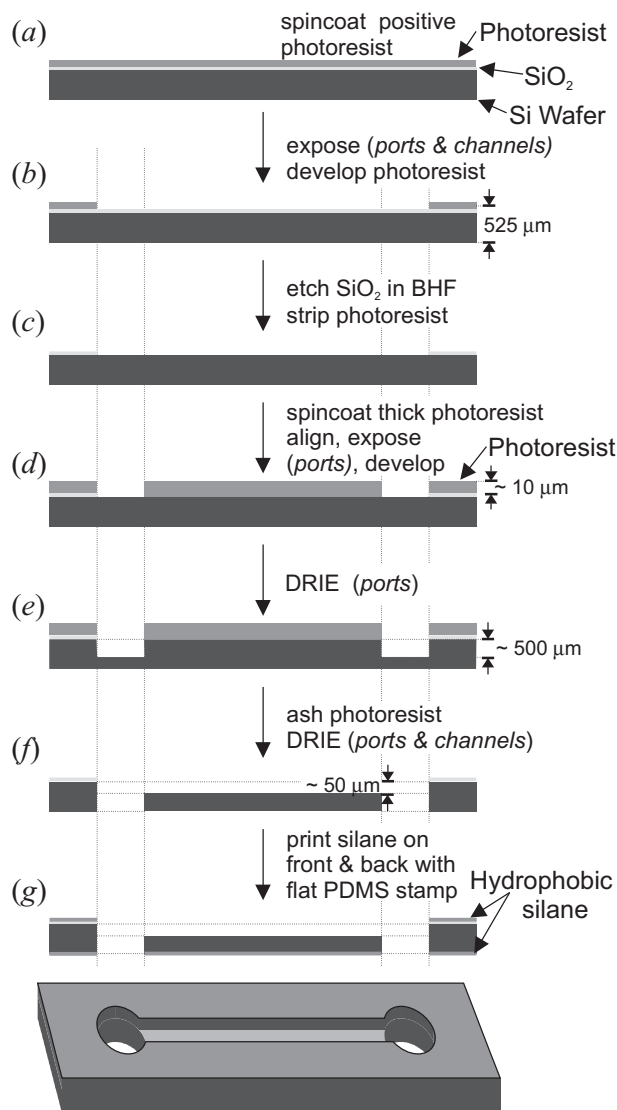 (a)
spincoat positive
photoresist
Photoresist
SiO₂
Si Wafer
expose (ports & channels)
develop photoresist
(b)
525 µm
etch SiO₂ in BHF
strip photoresist
(c)
spincoat thick photoresist
align, expose
(ports), develop
Photoresist
(d)
~ 10 µm
DRIE (ports)
(e)
~ 500 µm
ash photoresist
DRIE (ports & channels)
(f)
~ 50 µm
print silane on
front & back with
flat PDMS stamp
(g)
Hydrophobic
silane